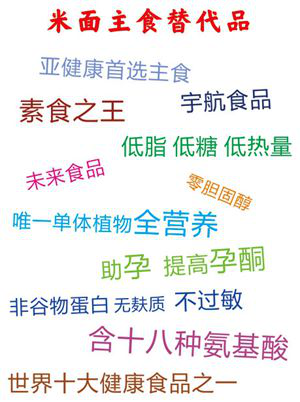 米面主食替代品
亚健康首选主食
素食之王
宇航食品
低脂 低糖 低热量
未来食品
零胆固醇
唯一单体植物全营养
助孕 提高孕酮
非谷物蛋白 无麸质 不过敏
含十八种氨基酸
世界十大健康食品之一